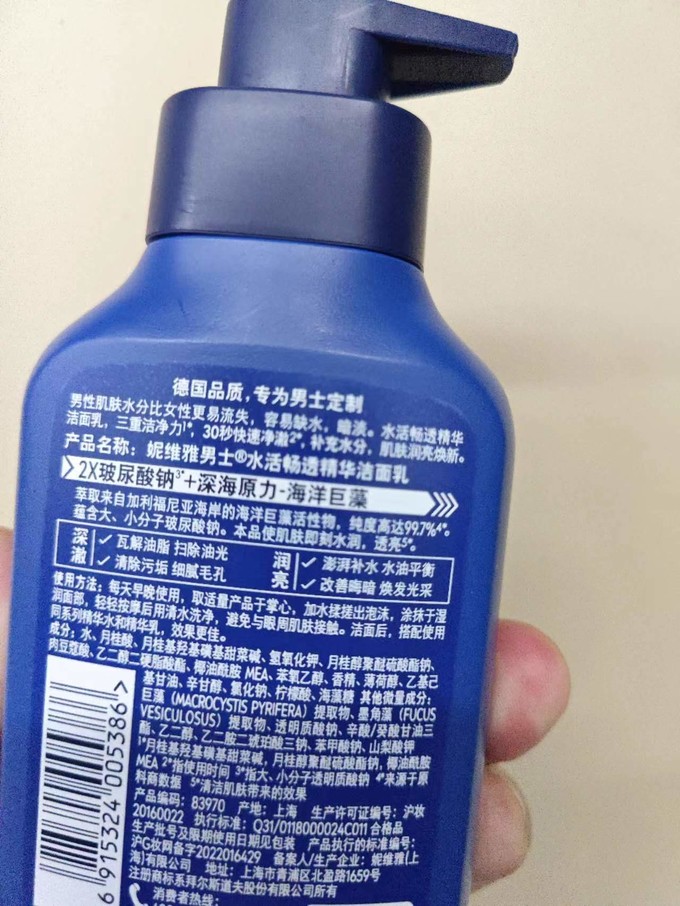 德国品质，专为男士定制
男性肌肤水分比女性更易流失，容易缺水，暗淡。水活畅透精华
洁面乳，三重洁净力¹*，30秒快速净澈²*，补充水分，肌肤润亮焕新。
产品名称：妮维雅男士®水活畅透精华洁面乳
2X玻尿酸钠³*+深海原力-海洋巨藻
萃取来自加利福尼亚海岸的海洋巨藻活性物，纯度高达99.7%⁴*。
蕴含大、小分子玻尿酸钠。本品使肌肤即刻水润，透亮⁵*。
深澈 ✓ 瓦解油脂 扫除油光
✓ 清除污垢 细腻毛孔
润亮 ✓ 澎湃补水 水油平衡
✓ 改善晦暗 焕发光采
使用方法：每天早晚使用，取适量产品于掌心，加水揉搓出泡沫，涂抹于湿
润面部，轻轻按摩后用清水洗净，避免与眼周肌肤接触。洁面后，搭配使用
同系列精华水和精华乳，效果更佳。
成分：水、月桂酸、月桂基羟基磺基甜菜碱、氢氧化钾、月桂醇聚醚硫酸酯钠、
肉豆蔻酸、乙二醇二硬脂酸酯、椰油酰胺 MEA、苯氧乙醇、香精、薄荷醇、乙基己
基甘油、辛甘醇、氯化钠、柠檬酸、海藻糖 其他微量成分：
巨藻（MACROCYSTIS PYRIFERA）提取物、墨角藻（FUCUS
VESICULOSUS）提取物、透明质酸钠、辛酸/癸酸甘油三
酯、乙二醇、乙二胺二琥珀酸三钠、苯甲酸钠、山梨酸钾
¹*月桂基羟基磺基甜菜碱，月桂醇聚醚硫酸酯钠，椰油酰胺
MEA ²*指使用时间 ³*指大、小分子透明质酸钠 ⁴*来源于原
料商数据 ⁵*清洁肌肤带来的效果
产品编码：83970 产地：上海 生产许可证编号：沪妆
20160022 执行标准：Q31/0118000024C011 合格品
生产批号及限期使用日期见包装 产品执行的标准编号：
沪G妆网备字2022016429 备案人/生产企业：妮维雅(上
海)有限公司 地址：上海市青浦区北盈路1659号
注册商标系拜尔斯道夫股份有限公司所有
消费者热线：
6 915324 005386